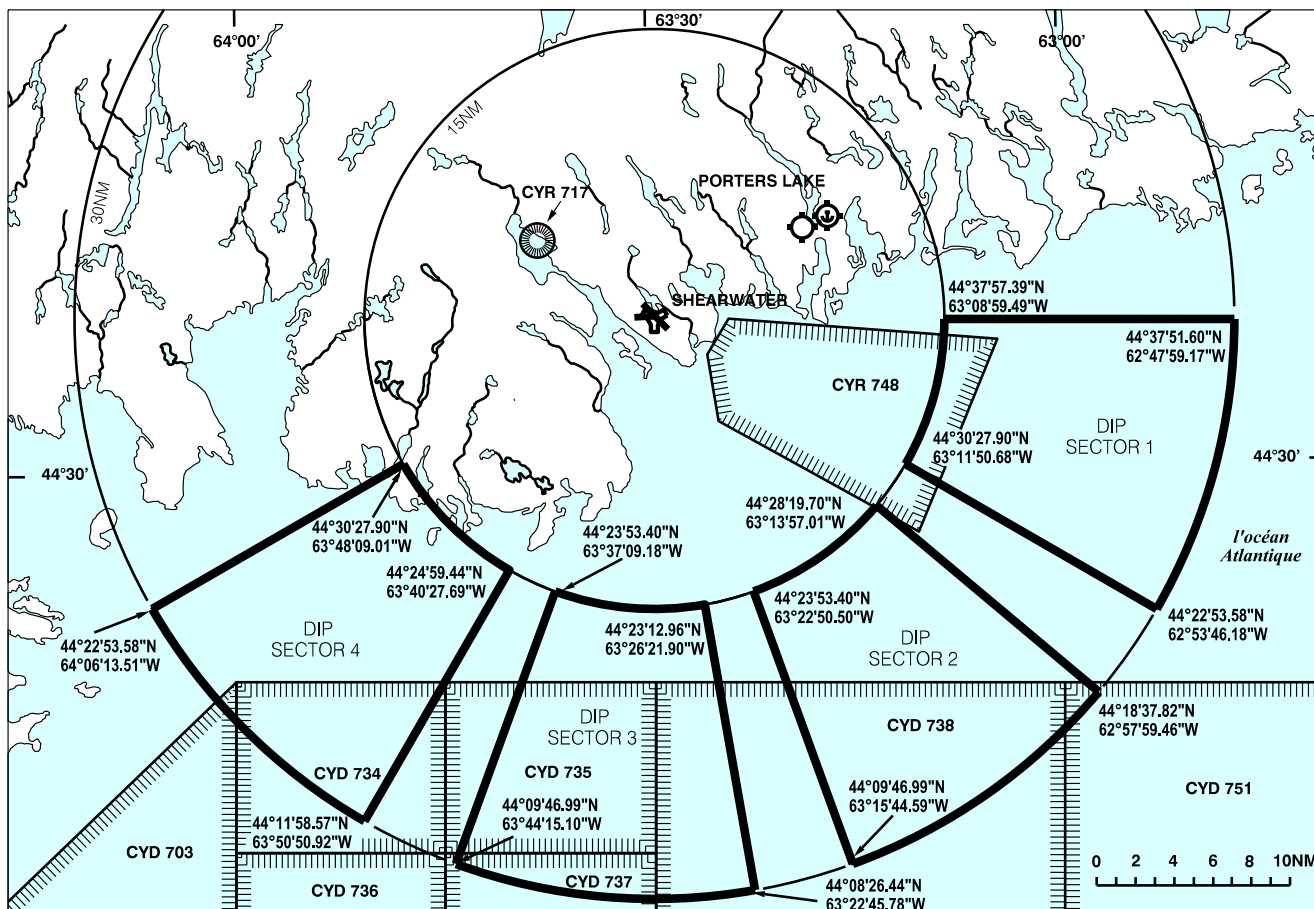 64°00'
63°30'
63°00'
15NM
30NM
CYR 717
PORTERS LAKE
SHEARWATER
44°37'57.39"N
63°08'59.49"W
44°37'51.60"N
62°47'59.17"W
CYR 748
DIP
SECTOR 1
44°30'27.90"N
63°11'50.68"W
44°30'
44°30'
44°28'19.70"N
63°13'57.01"W
44°30'27.90"N
63°48'09.01"W
44°23'53.40"N
63°37'09.18"W
l'océan
Atlantique
44°24'59.44"N
63°40'27.69"W
44°23'53.40"N
63°22'50.50"W
44°22'53.58"N
62°53'46.18"W
44°22'53.58"N
64°06'13.51"W
DIP
SECTOR 4
44°23'12.96"N
63°26'21.90"W
DIP
SECTOR 2
DIP
SECTOR 3
CYD 738
44°18'37.82"N
62°57'59.46"W
CYD 734
CYD 735
CYD 751
44°09'46.99"N
63°44'15.10"W
44°09'46.99"N
63°15'44.59"W
44°11'58.57"N
63°50'50.92"W
CYD 703
CYD 736
CYD 737
44°08'26.44"N
63°22'45.78"W
0 2 4 6 8 10NM